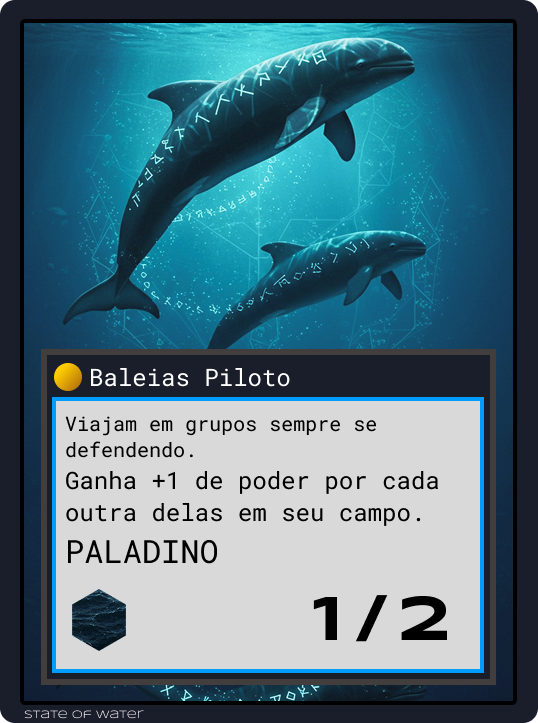 Baleias Piloto
Viajam em grupos sempre se
defendendo.
Ganha +1 de poder por cada
outra delas em seu campo.
PALADINO
1/2
STATE OF WATER